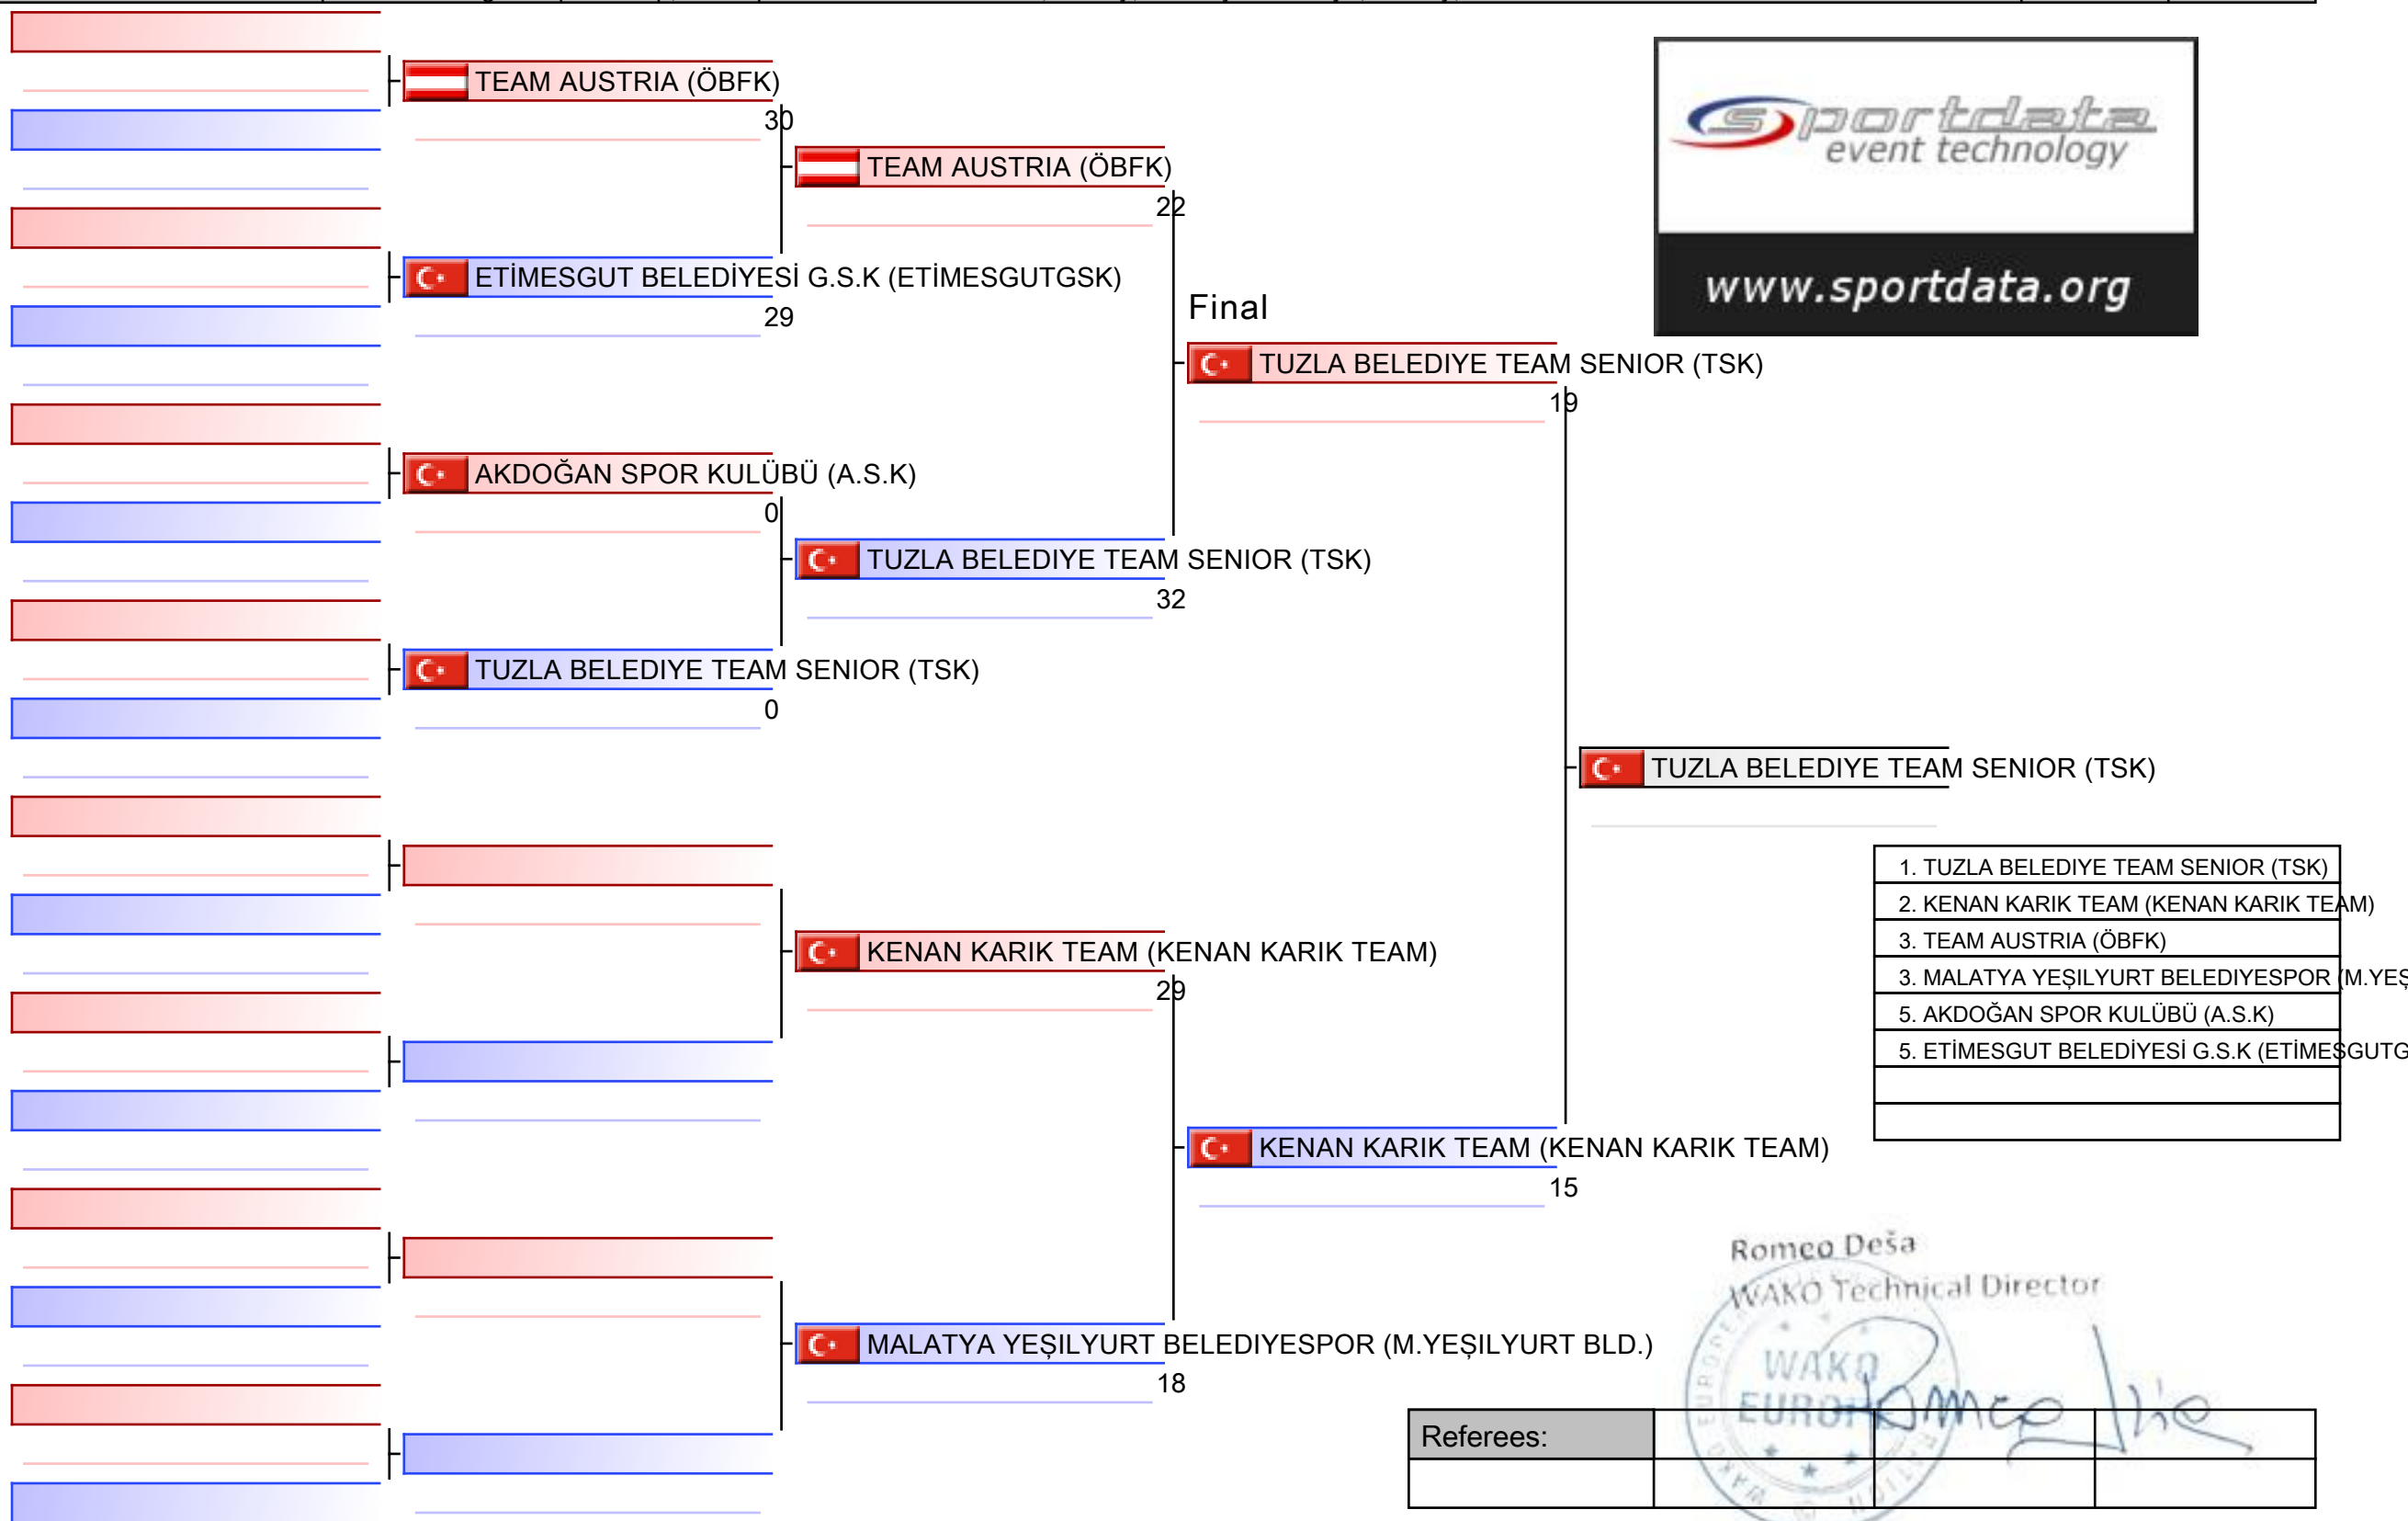 TEAM AUSTRIA (ÖBFK)
30
ETİMESGUT BELEDİYESİ G.S.K (ETİMESGUTGSK)
29
AKDOĞAN SPOR KULÜBÜ (A.S.K)
0
TUZLA BELEDIYE TEAM SENIOR (TSK)
0
TEAM AUSTRIA (ÖBFK)
22
TUZLA BELEDIYE TEAM SENIOR (TSK)
32
KENAN KARIK TEAM (KENAN KARIK TEAM)
29
MALATYA YEŞILYURT BELEDIYESPOR (M.YEŞILYURT BLD.)
18
Final
TUZLA BELEDIYE TEAM SENIOR (TSK)
19
KENAN KARIK TEAM (KENAN KARIK TEAM)
15
TUZLA BELEDIYE TEAM SENIOR (TSK)
sportdata
event technology
www.sportdata.org
1. TUZLA BELEDIYE TEAM SENIOR (TSK)
2. KENAN KARIK TEAM (KENAN KARIK TEAM)
3. TEAM AUSTRIA (ÖBFK)
3. MALATYA YEŞILYURT BELEDIYESPOR (M.YEŞ
5. AKDOĞAN SPOR KULÜBÜ (A.S.K)
5. ETİMESGUT BELEDİYESİ G.S.K (ETİMESGUTG
Romeo Deša
WAKO Technical Director
WAKO
EUROPE
Referees: